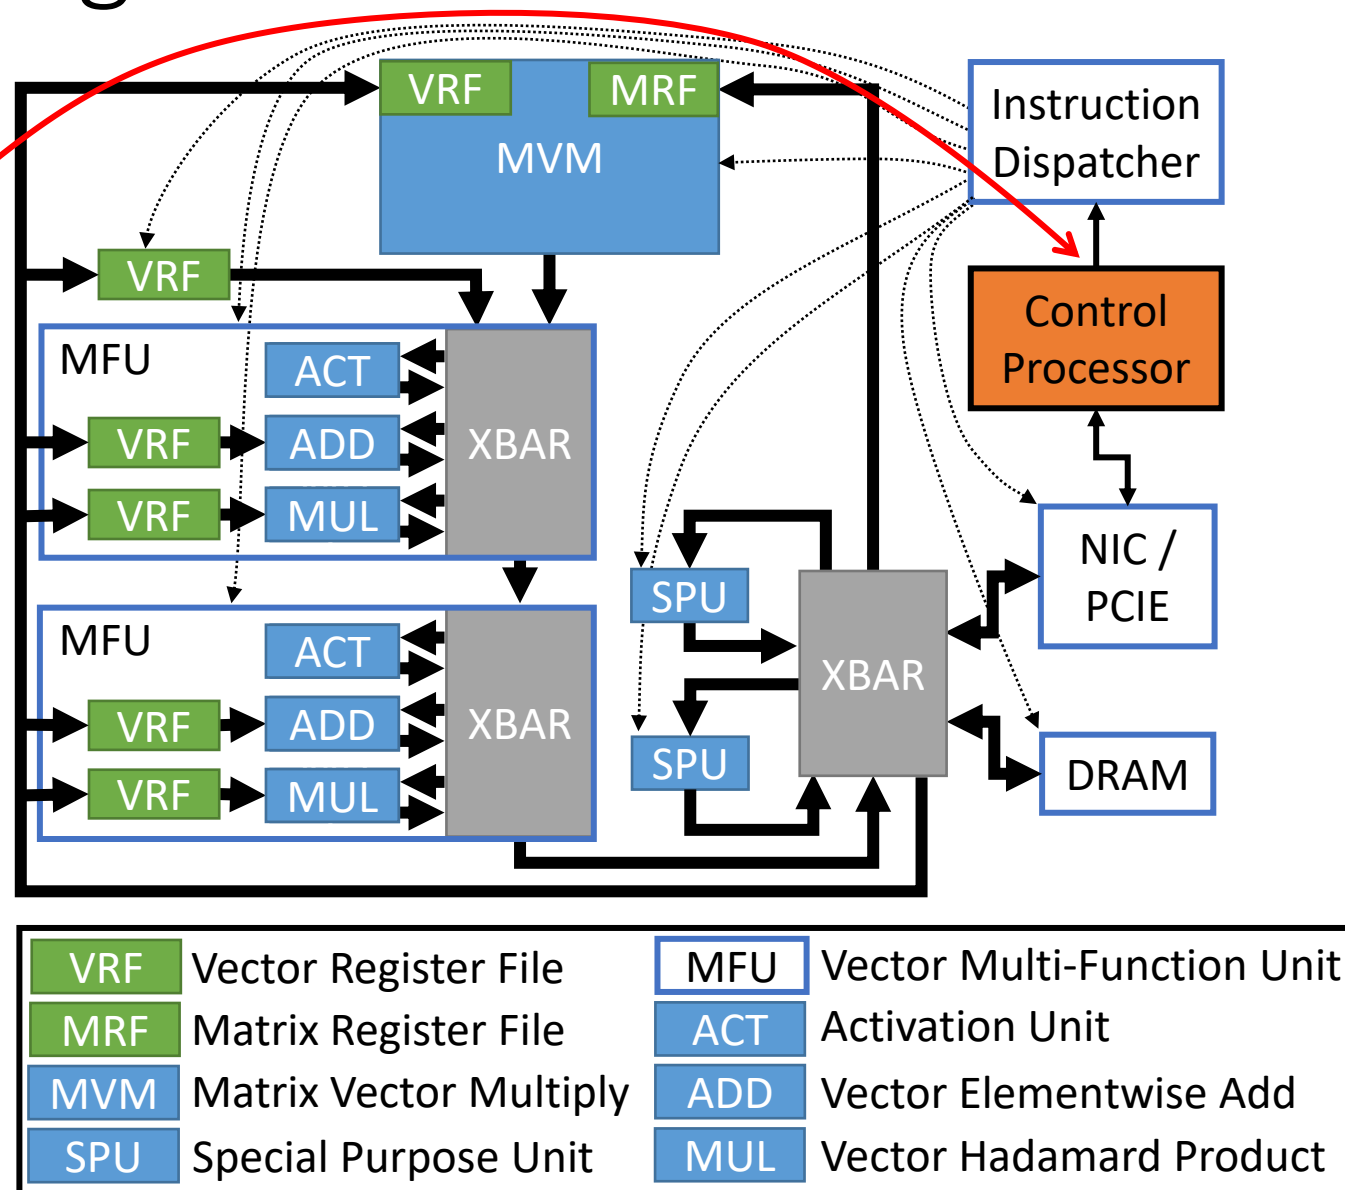 g
VRF
MRF
MVM
Instruction
Dispatcher
VRF
Control
Processor
MFU
ACT
VRF
ADD
XBAR
VRF
MUL
NIC /
PCIE
SPU
MFU
ACT
XBAR
VRF
ADD
XBAR
VRF
MUL
SPU
DRAM
VRF Vector Register File
MRF Matrix Register File
MVM Matrix Vector Multiply
SPU Special Purpose Unit
MFU Vector Multi-Function Unit
ACT Activation Unit
ADD Vector Elementwise Add
MUL Vector Hadamard Product